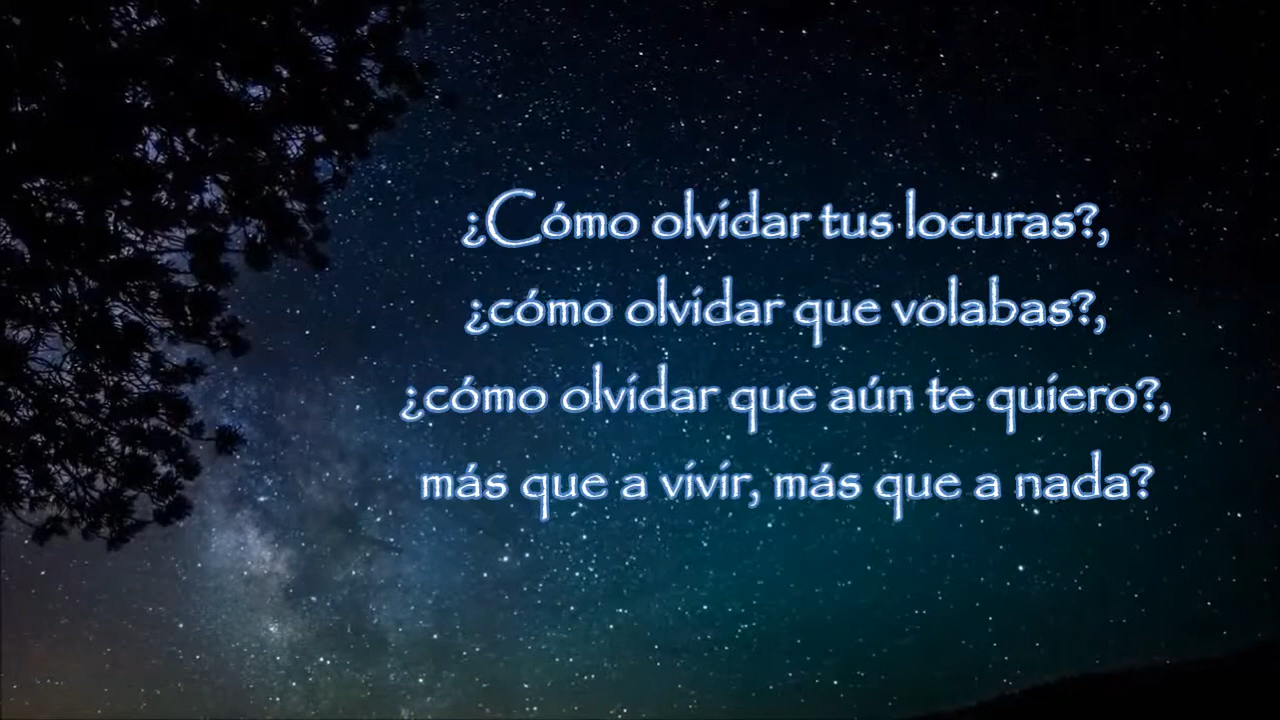 ¿Cómo olvidar tus locuras?,
¿cómo olvidar que volabas?,
¿cómo olvidar que aún te quiero?,
más que a vivir, más que a nada?